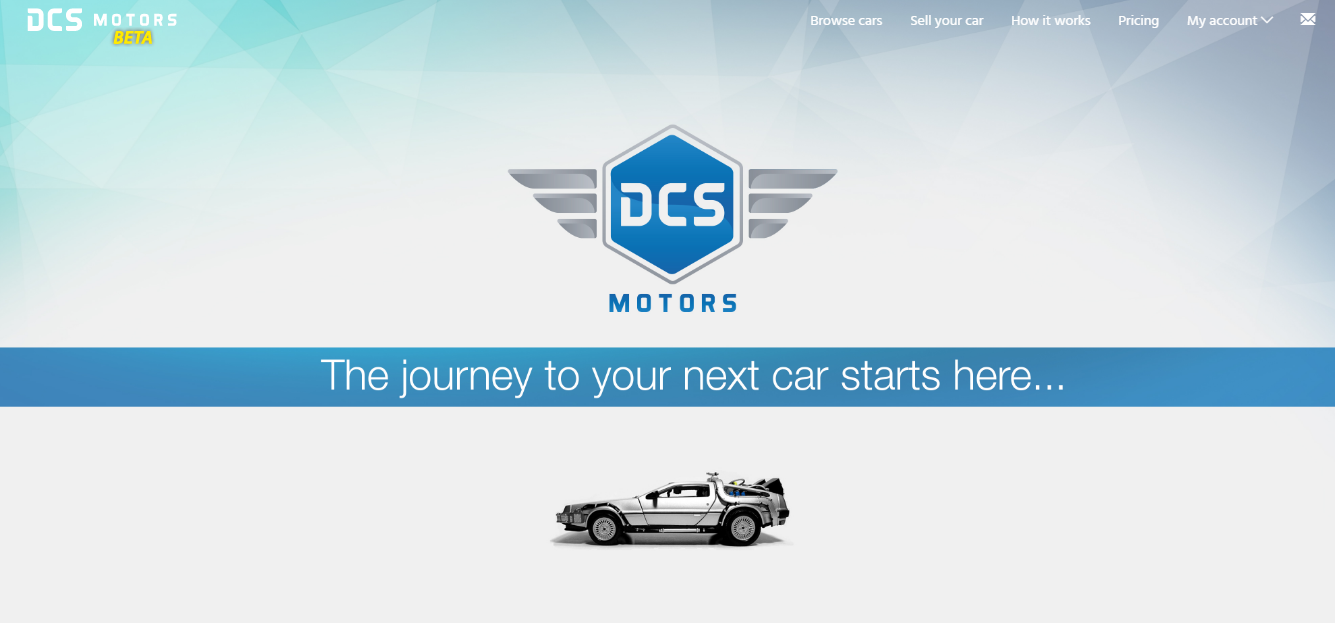 DCS MOTORS
BETA
Browse cars
Sell your car
How it works
Pricing
My account
DCS
MOTORS
The journey to your next car starts here...